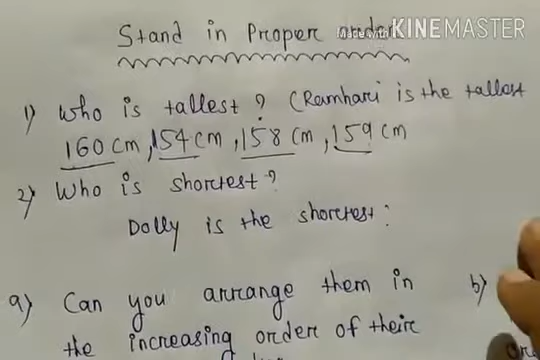 Stand in Proper order
Made with KINEMASTER
1) Who is tallest? (Ramhari is the tallest
160 cm, 154 cm, 158 cm, 159 cm
2) Who is shortest?
Dolly is the shortest:
a) Can you arrange them in
the increasing order of their
b)